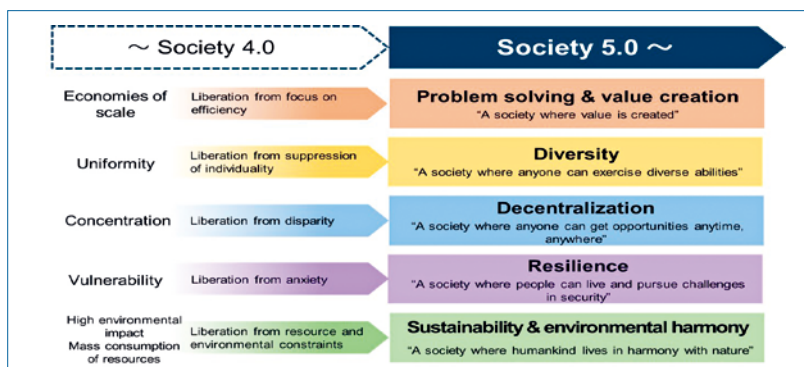 ～ Society 4.0
Society 5.0 ～
Economies of
scale
Liberation from focus on
efficiency
Problem solving & value creation
“A society where value is created”
Uniformity
Liberation from suppression
of individuality
Diversity
“A society where anyone can exercise diverse abilities”
Concentration
Liberation from disparity
Decentralization
“A society where anyone can get opportunities anytime,
anywhere”
Vulnerability
Liberation from anxiety
Resilience
“A society where people can live and pursue challenges
in security”
High environmental
impact
Mass consumption
of resources
Liberation from resource and
environmental constraints
Sustainability & environmental harmony
“A society where humankind lives in harmony with nature”